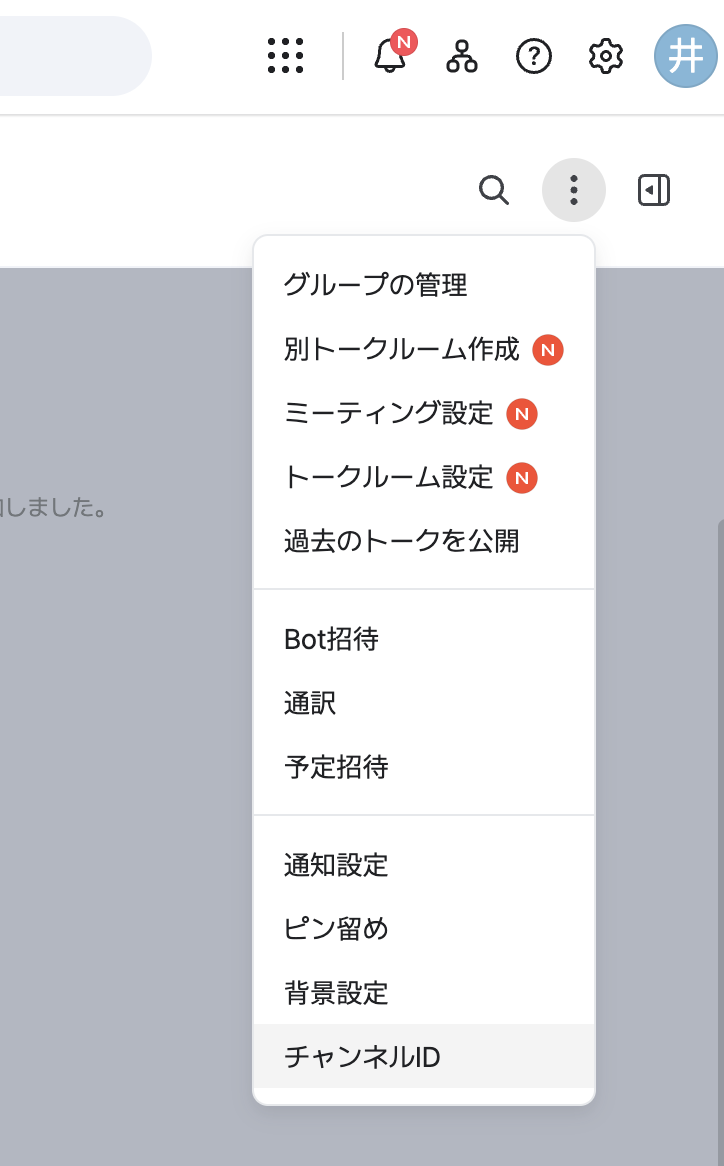 N
井
グループの管理
別トークルーム作成 N
ミーティング設定 N
トークルーム設定 N
過去のトークを公開
しました。
Bot招待
通訳
予定招待
通知設定
ピン留め
背景設定
チャンネルID